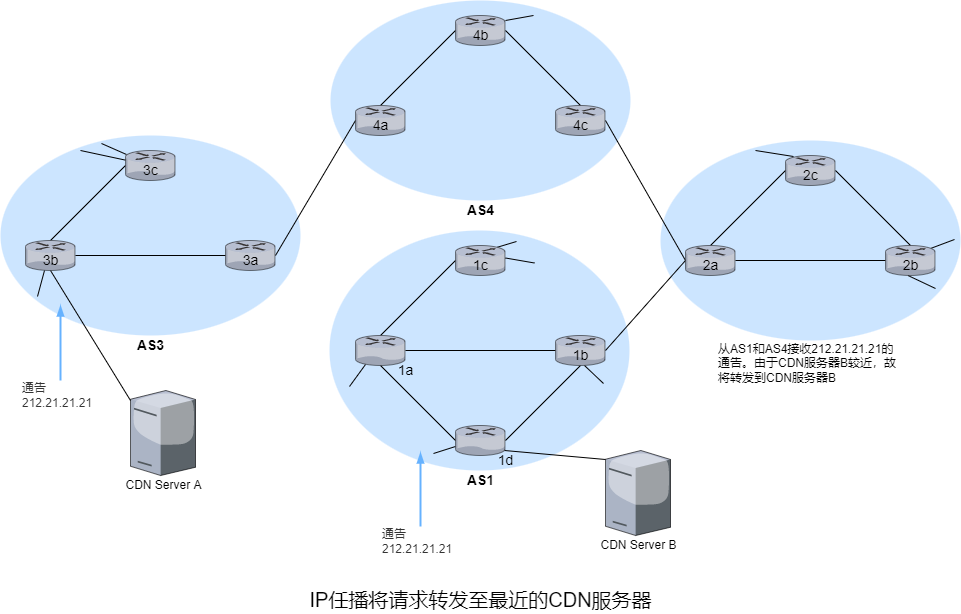 4b
4a
4c
AS4
3c
3b
3a
AS3
2c
2a
2b
1c
1a
1b
1d
AS1
从AS1和AS4接收212.21.21.21的
通告。由于CDN服务器B较近，故
将转发到CDN服务器B
通告
212.21.21.21
CDN Server A
通告
212.21.21.21
CDN Server B
IP任播将请求转发至最近的CDN服务器